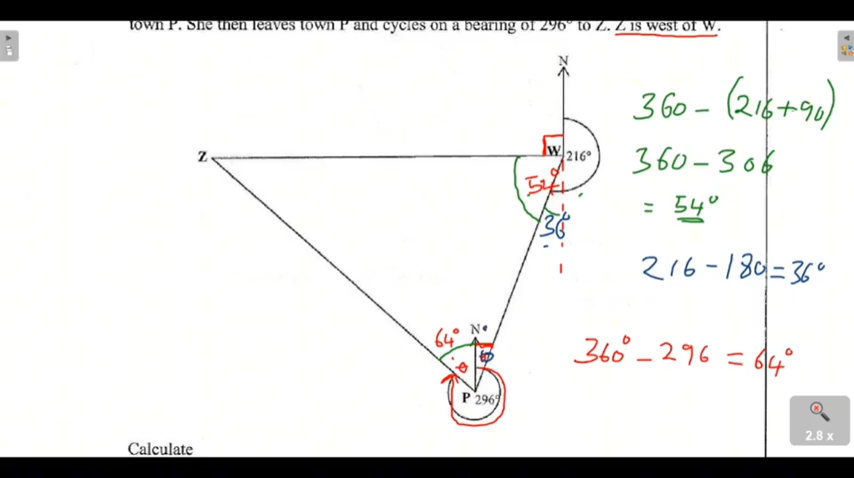 town P. She then leaves town P and cycles on a bearing of 296° to Z. Z is west of W.
N
360 - (216+90)
Z
W
216°
360 - 306
54°
= 54°
36°
216 - 180 = 36°
64°
N
360° - 296 = 64°
θ
P 296°
2.8 x
Calculate